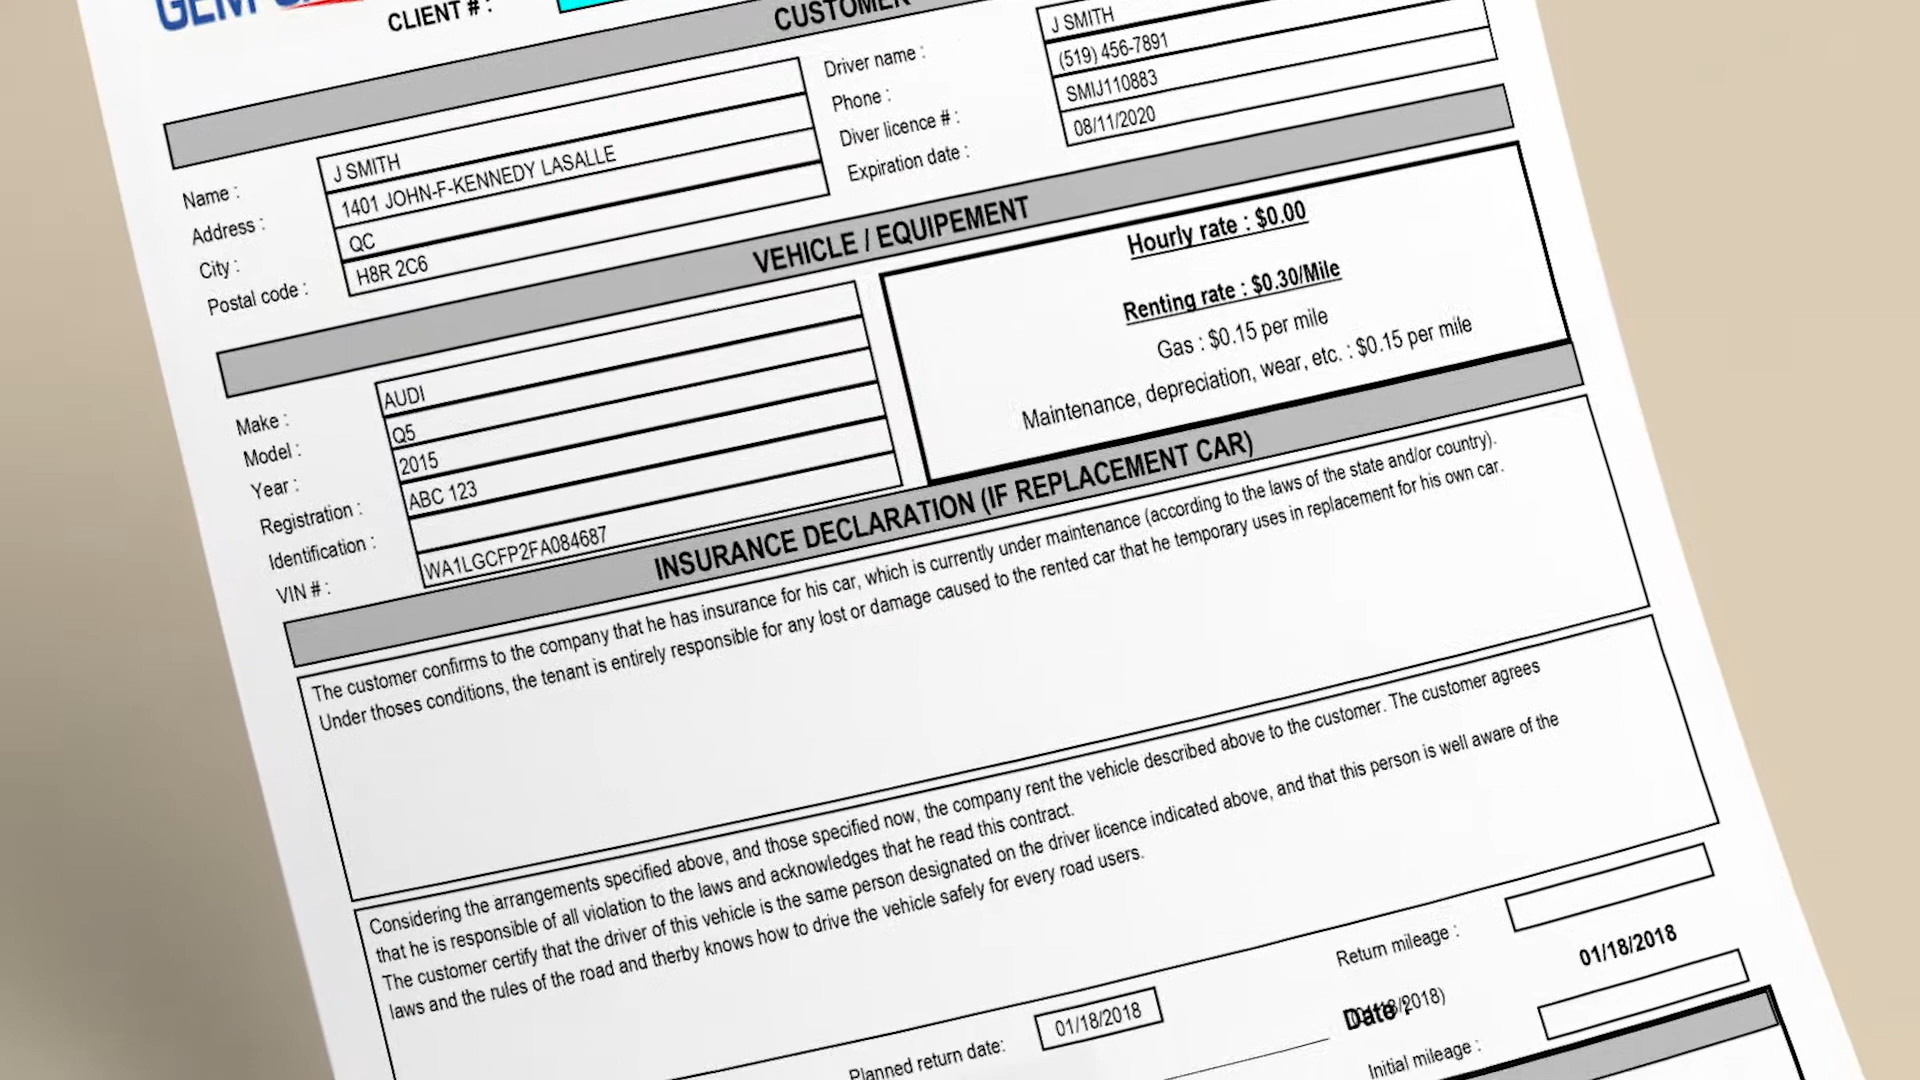 CLIENT # :
CUSTOMER
Name : J SMITH
Address : 1401 JOHN-F-KENNEDY LASALLE
City : QC
Postal code : H8R 2C6
Driver name : J SMITH
Phone : (519) 456-7891
Diver licence # : SMIJ110883
Expiration date : 08/11/2020
VEHICLE / EQUIPEMENT
Make : AUDI
Model : Q5
Year : 2015
Registration : ABC 123
Identification :
VIN # : WA1LGCFP2FA084687
Hourly rate : $0.00
Renting rate : $0.30/Mile
Gas : $0.15 per mile
Maintenance, depreciation, wear, etc. : $0.15 per mile
INSURANCE DECLARATION (IF REPLACEMENT CAR)
The customer confirms to the company that he has insurance for his car, which is currently under maintenance (according to the laws of the state and/or country).
Under thoses conditions, the tenant is entirely responsible for any lost or damage caused to the rented car that he temporary uses in replacement for his own car.
Considering the arrangements specified above, and those specified now, the company rent the vehicle described above to the customer. The customer agrees
that he is responsible of all violation to the laws and acknowledges that he read this contract.
The customer certify that the driver of this vehicle is the same person designated on the driver licence indicated above, and that this person is well aware of the
laws and the rules of the road and therby knows how to drive the vehicle safely for every road users.
Return mileage :
01/18/2018
Planned return date: 01/18/2018
Date :
Initial mileage :